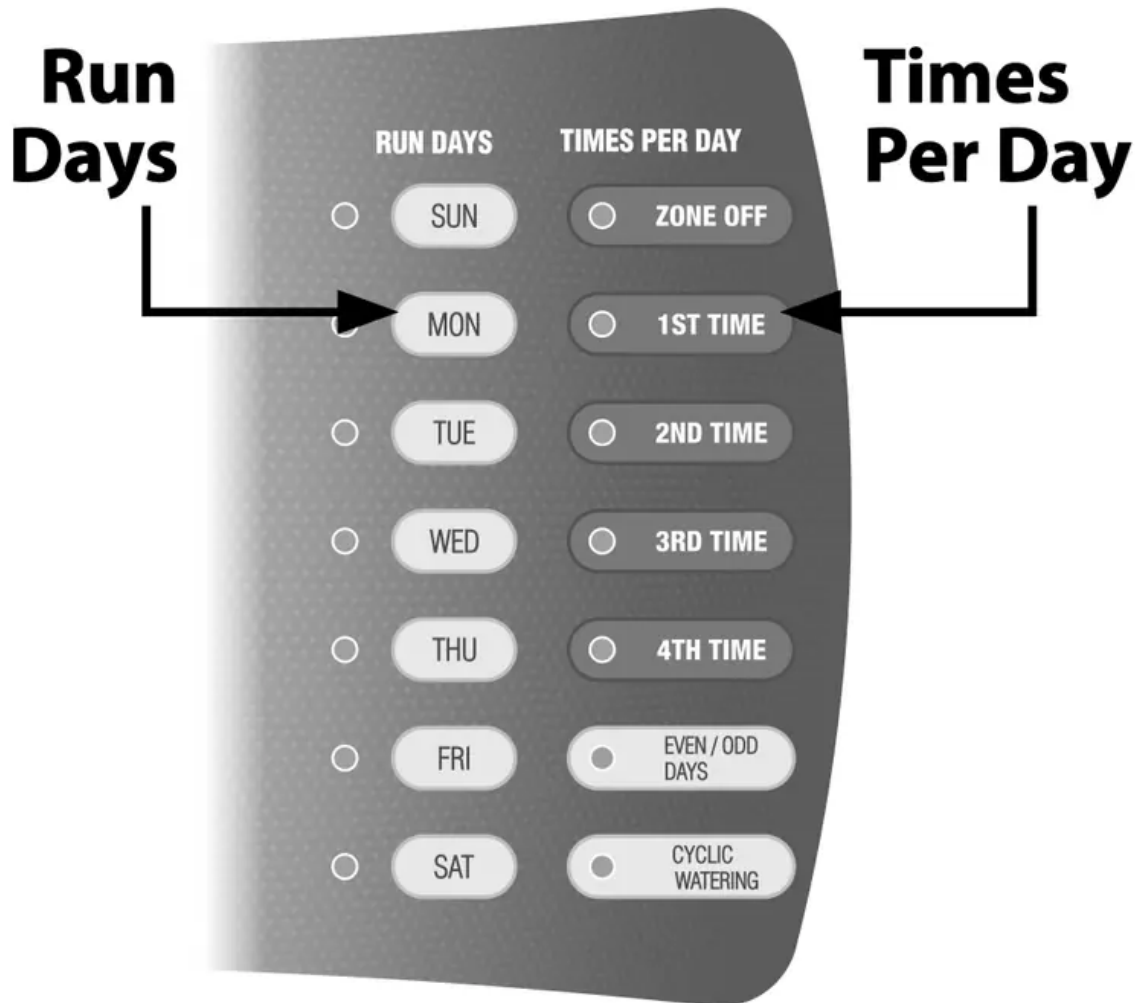 Run
Days
Times
Per Day
RUN DAYS
TIMES PER DAY
SUN
ZONE OFF
MON
1ST TIME
TUE
2ND TIME
WED
3RD TIME
THU
4TH TIME
FRI
EVEN / ODD
DAYS
SAT
CYCLIC
WATERING